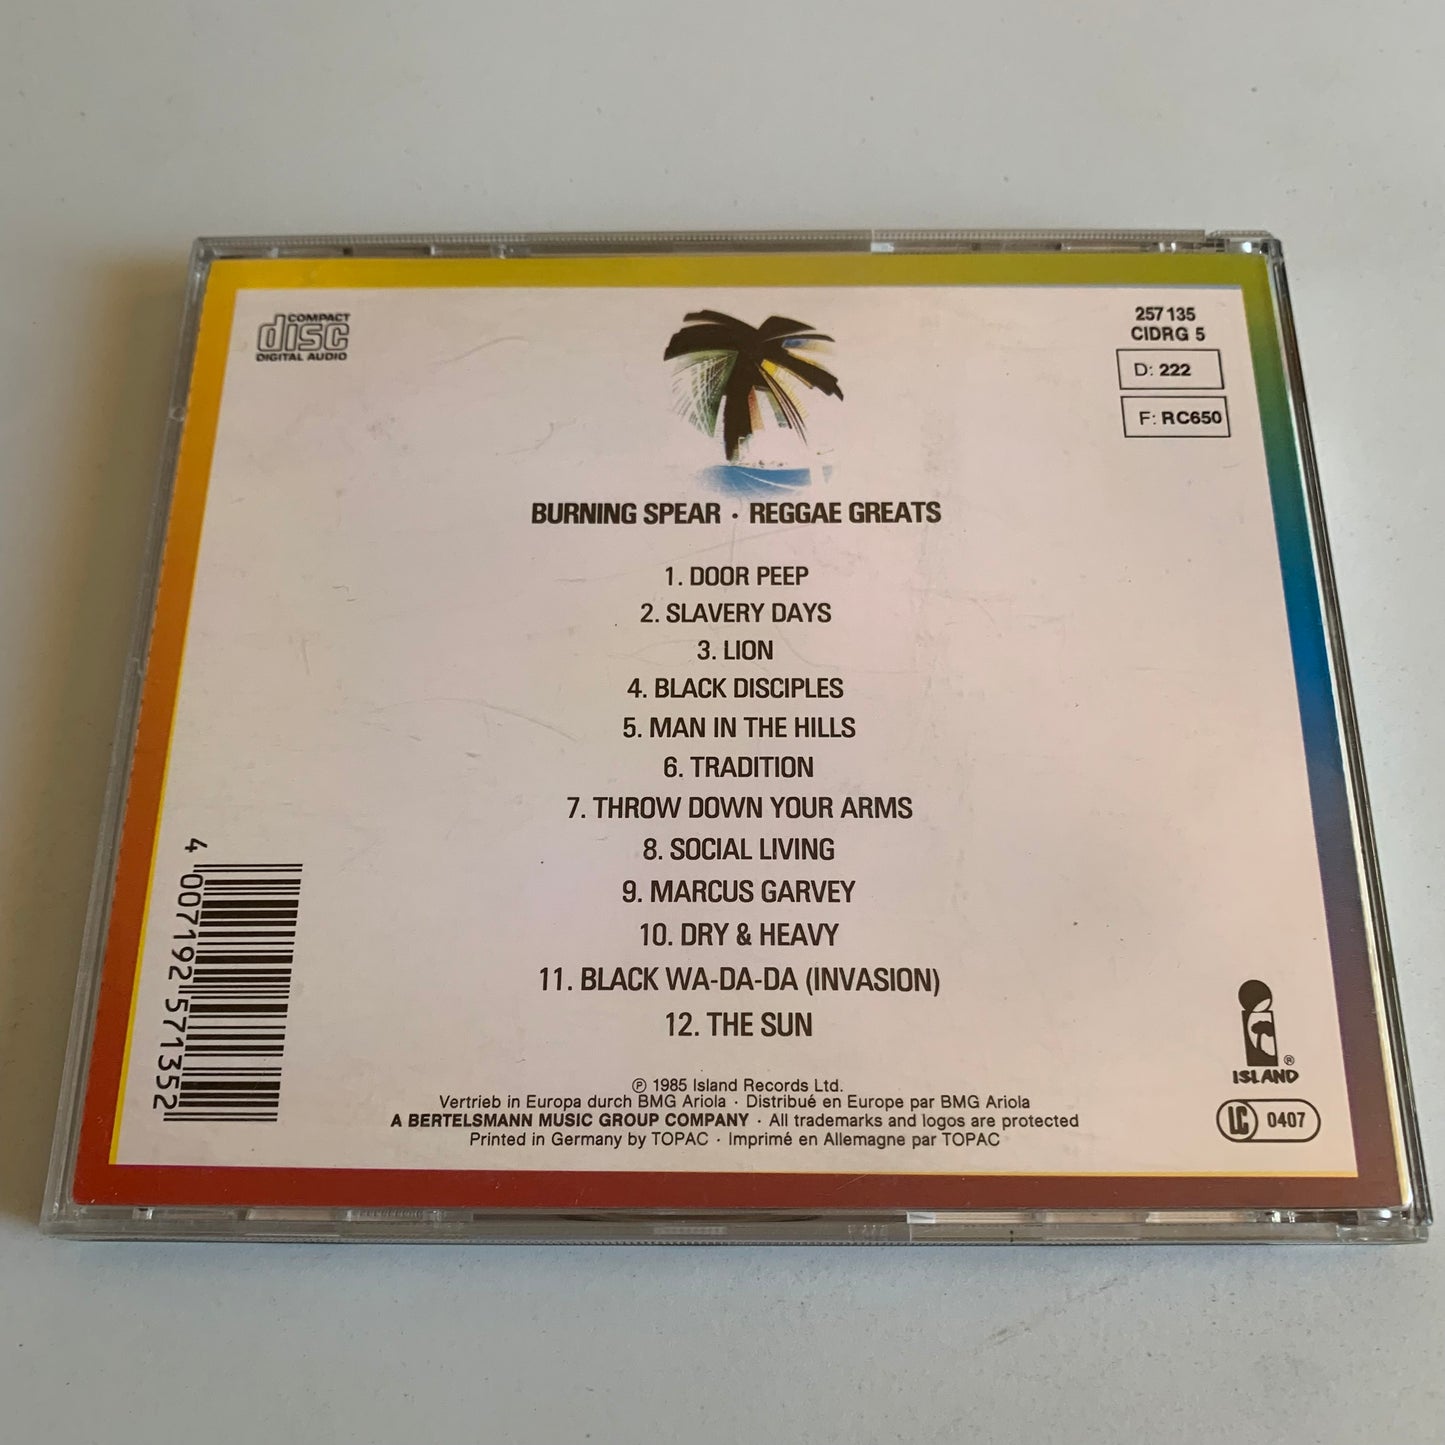 COMPACT
disc
DIGITAL AUDIO
257 135
CIDRG 5
D: 222
F: RC650
BURNING SPEAR · REGGAE GREATS
1. DOOR PEEP
2. SLAVERY DAYS
3. LION
4. BLACK DISCIPLES
5. MAN IN THE HILLS
6. TRADITION
7. THROW DOWN YOUR ARMS
8. SOCIAL LIVING
9. MARCUS GARVEY
10. DRY & HEAVY
11. BLACK WA-DA-DA (INVASION)
12. THE SUN
4 007192 571352
℗ 1985 Island Records Ltd.
Vertrieb in Europa durch BMG Ariola · Distribué en Europe par BMG Ariola
A BERTELSMANN MUSIC GROUP COMPANY · All trademarks and logos are protected
Printed in Germany by TOPAC · Imprimé en Allemagne par TOPAC
ISLAND ®
LC 0407